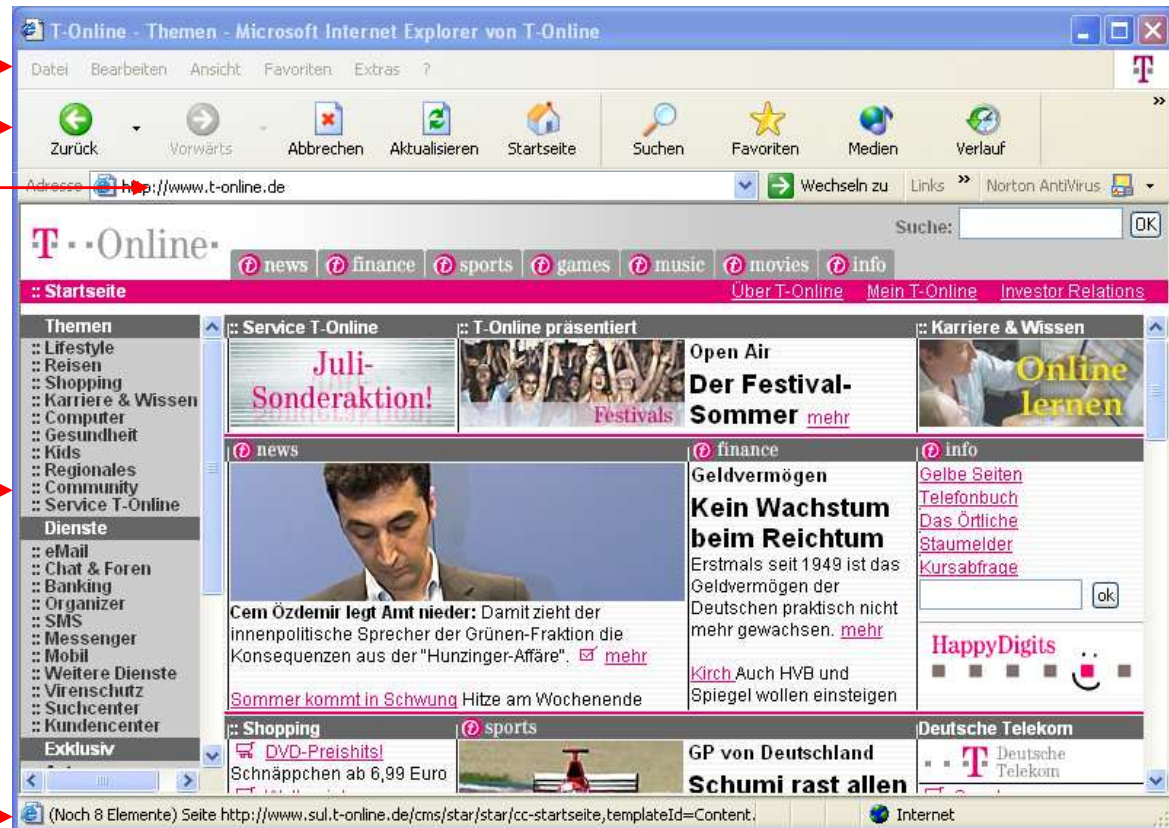 T-Online - Themen - Microsoft Internet Explorer von T-Online
Datei Bearbeiten Ansicht Favoriten Extras ?
Zurück Vorwärts Abbrechen Aktualisieren Startseite Suchen Favoriten Medien Verlauf
Adresse http://www.t-online.de Wechseln zu Links Norton AntiVirus
Suche: OK
T··Online·
news finance sports games music movies info
:: Startseite Über T-Online Mein T-Online Investor Relations
Themen
:: Lifestyle
:: Reisen
:: Shopping
:: Karriere & Wissen
:: Computer
:: Gesundheit
:: Kids
:: Regionales
:: Community
:: Service T-Online
Dienste
:: eMail
:: Chat & Foren
:: Banking
:: Organizer
:: SMS
:: Messenger
:: Mobil
:: Weitere Dienste
:: Virenschutz
:: Suchcenter
:: Kundencenter
Exklusiv
:: Service T-Online
Juli-
Sonderaktion!
:: T-Online präsentiert
Festivals
Open Air
Der Festival-
Sommer mehr
:: Karriere & Wissen
Online
lernen
news
Cem Özdemir legt Amt nieder: Damit zieht der
innenpolitische Sprecher der Grünen-Fraktion die
Konsequenzen aus der "Hunzinger-Affäre". mehr
Sommer kommt in Schwung Hitze am Wochenende
finance
Geldvermögen
Kein Wachstum
beim Reichtum
Erstmals seit 1949 ist das
Geldvermögen der
Deutschen praktisch nicht
mehr gewachsen. mehr
Kirch Auch HVB und
Spiegel wollen einsteigen
info
Gelbe Seiten
Telefonbuch
Das Örtliche
Staumelder
Kursabfrage
ok
HappyDigits
:: Shopping
DVD-Preishits!
Schnäppchen ab 6,99 Euro
sports
GP von Deutschland
Schumi rast allen
Deutsche Telekom
T Deutsche
Telekom
(Noch 8 Elemente) Seite http://www.sul.t-online.de/cms/star/star/cc-startseite,templateId=Content. Internet